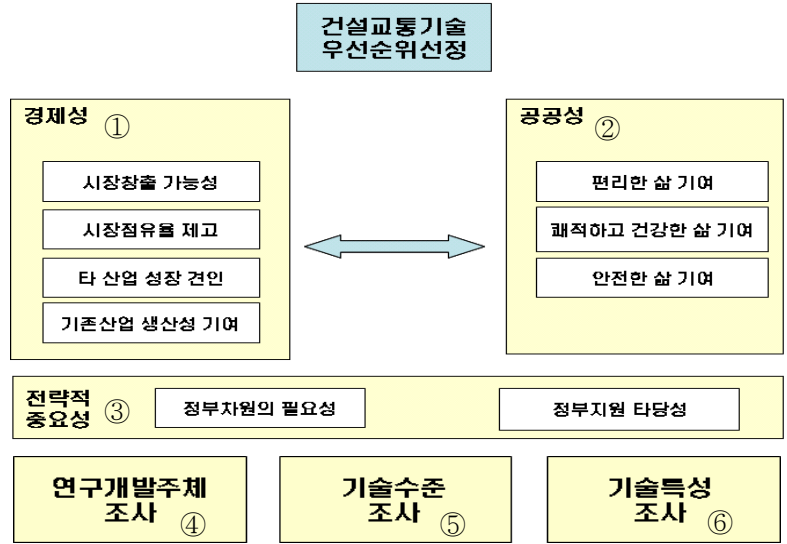 건설교통기술
우선순위선정
경제성 ①
시장창출 가능성
시장점유율 제고
타 산업 성장 견인
기존산업 생산성 기여
공공성 ②
편리한 삶 기여
쾌적하고 건강한 삶 기여
안전한 삶 기여
전략적
중요성 ③
정부차원의 필요성
정부지원 타당성
연구개발주체
조사 ④
기술수준
조사 ⑤
기술특성
조사 ⑥